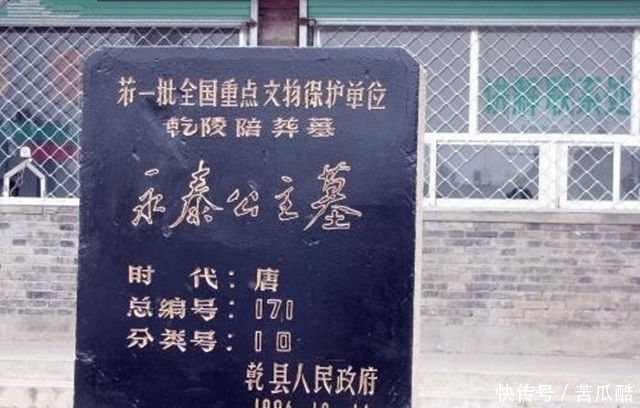 第一批全国重点文物保护单位
乾陵陪葬墓
永泰公主墓
时代：唐
总编号：171
分类号：10
乾县人民政府
快传号／苦瓜酷